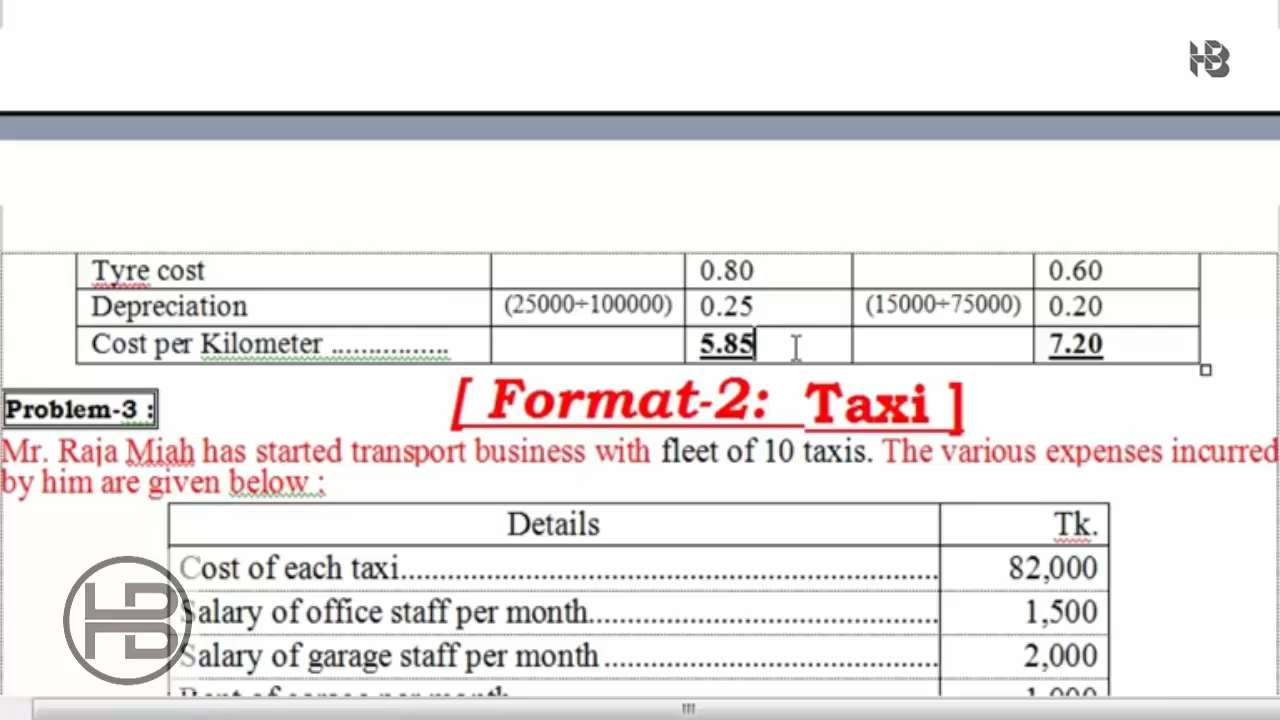 HB
Tyre cost 0.80 0.60
Depreciation (25000÷100000) 0.25 (15000÷75000) 0.20
Cost per Kilometer ................ 5.85 7.20
[ Format-2: Taxi ]
Problem-3 :
Mr. Raja Miah has started transport business with fleet of 10 taxis. The various expenses incurred
by him are given below :
Details Tk.
Cost of each taxi........................................................................ 82,000
Salary of office staff per month............................................... 1,500
Salary of garage staff per month ............................................. 2,000
HB